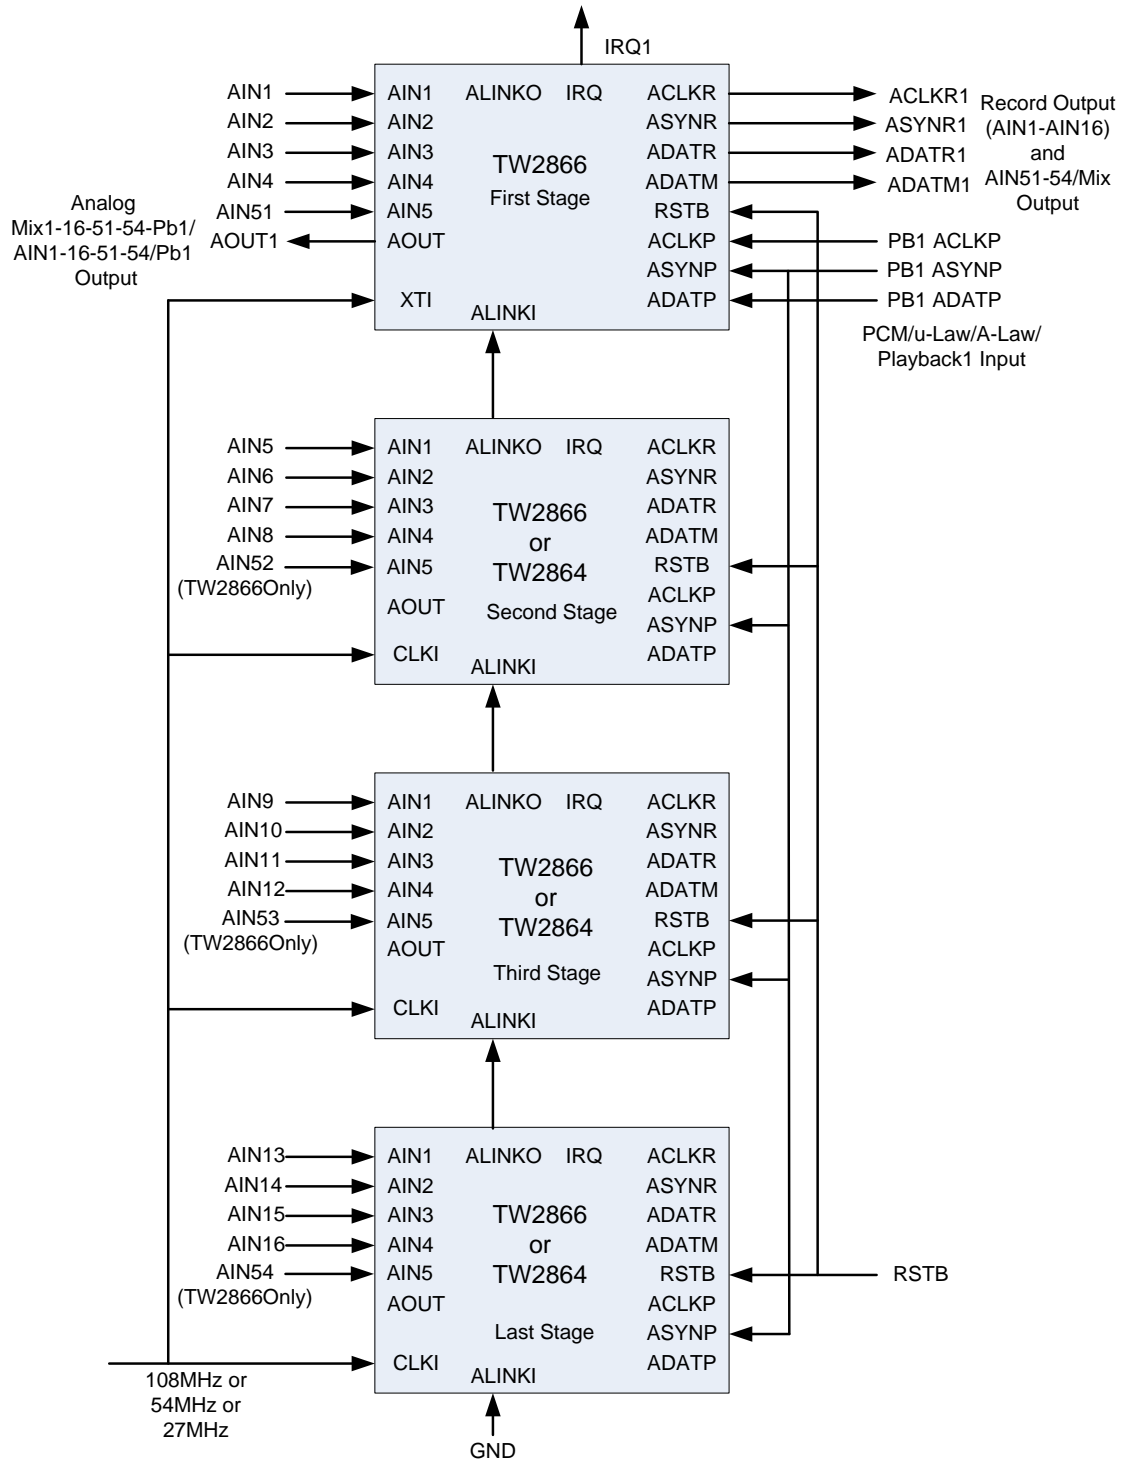 IRQ1
AIN1 AIN1 ALINKO IRQ ACLKR ACLKR1
AIN2 AIN2 ASYNR ASYNR1
AIN3 AIN3 ADATR ADATR1
AIN4 AIN4 ADATM ADATM1
AIN51 AIN5 RSTB
AOUT1 AOUT ACLKP PB1 ACLKP
ASYNP PB1 ASYNP
XTI ADATP PB1 ADATP
ALINKI
TW2866
First Stage
Record Output
(AIN1-AIN16)
and
AIN51-54/Mix
Output
Analog
Mix1-16-51-54-Pb1/
AIN1-16-51-54/Pb1
Output
PCM/u-Law/A-Law/
Playback1 Input
AIN5 AIN1 ALINKO IRQ ACLKR
AIN6 AIN2 ASYNR
AIN7 AIN3 ADATR
AIN8 AIN4 ADATM
AIN52 AIN5 RSTB
(TW2866Only)
ACLKP
AOUT
ASYNP
CLKI ADATP
ALINKI
TW2866
or
TW2864
Second Stage
AIN9 AIN1 ALINKO IRQ ACLKR
AIN10 AIN2 ASYNR
AIN11 AIN3 ADATR
AIN12 AIN4 ADATM
AIN53 AIN5 RSTB
(TW2866Only)
AOUT ACLKP
ASYNP
CLKI ADATP
ALINKI
TW2866
or
TW2864
Third Stage
AIN13 AIN1 ALINKO IRQ ACLKR
AIN14 AIN2 ASYNR
AIN15 AIN3 ADATR
AIN16 AIN4 ADATM
AIN54 AIN5 RSTB RSTB
(TW2866Only)
AOUT ACLKP
ASYNP
CLKI ADATP
ALINKI
TW2866
or
TW2864
Last Stage
108MHz or
54MHz or
27MHz
GND